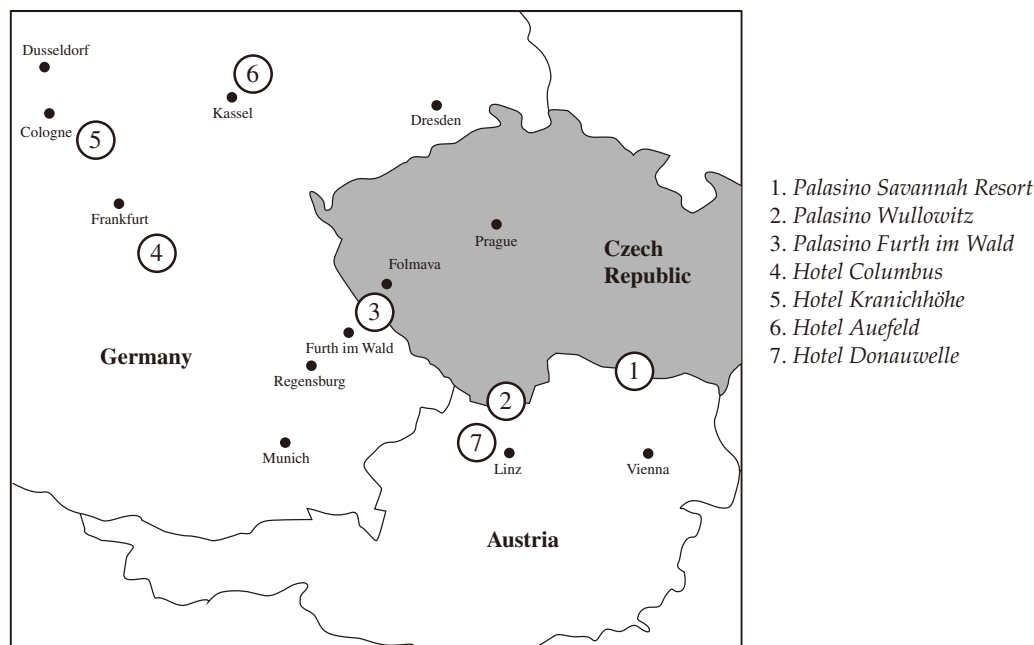 Dusseldorf
6
Kassel
Dresden
Cologne
5
Frankfurt
4
Prague
Czech
Republic
Folmava
3
Furth im Wald
Germany
Regensburg
1
2
7
Munich
Linz
Vienna
Austria
1. Palasino Savannah Resort
2. Palasino Wullowitz
3. Palasino Furth im Wald
4. Hotel Columbus
5. Hotel Kranichhöhe
6. Hotel Auefeld
7. Hotel Donauwelle